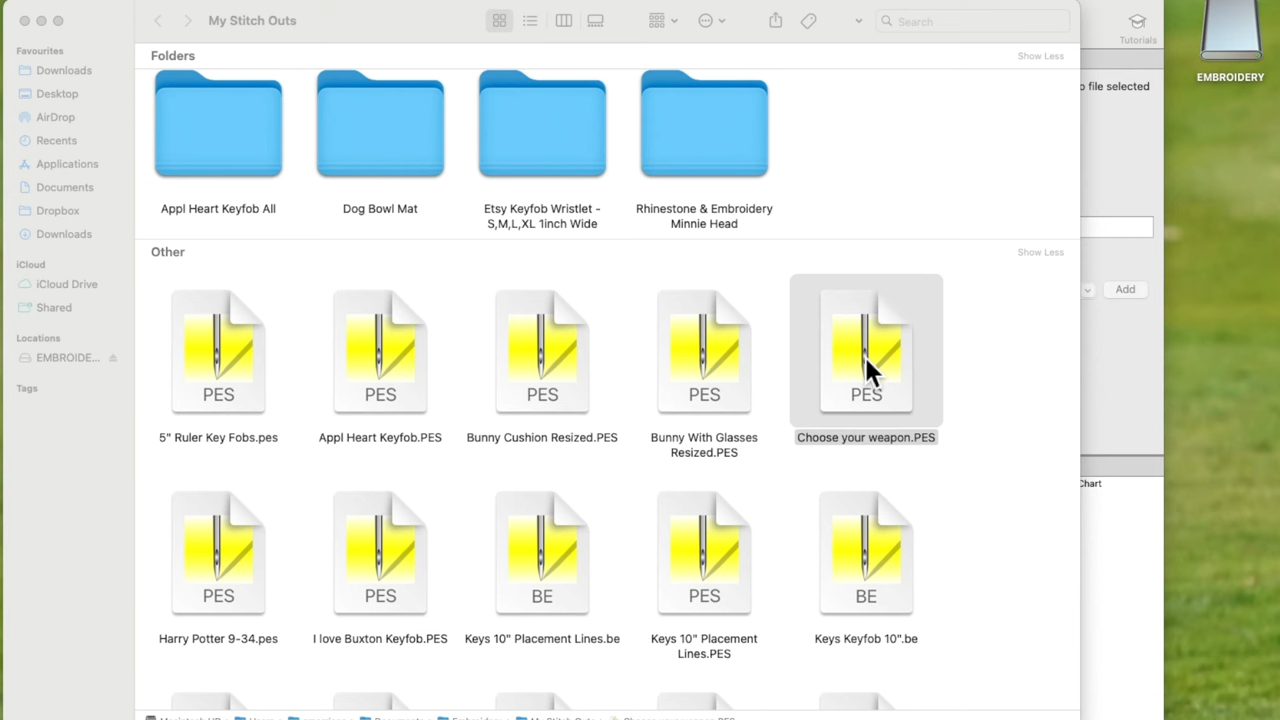 My Stitch Outs
Search
Tutorials
Favourites
Downloads
Desktop
AirDrop
Recents
Applications
Documents
Dropbox
Downloads
iCloud
iCloud Drive
Shared
Locations
EMBROIDE...
Tags
Folders
Show Less
Appl Heart Keyfob All
Dog Bowl Mat
Etsy Keyfob Wristlet -
S,M,L,XL 1inch Wide
Rhinestone & Embroidery
Minnie Head
Other
Show Less
PES
PES
PES
PES
PES
5" Ruler Key Fobs.pes
Appl Heart Keyfob.PES
Bunny Cushion Resized.PES
Bunny With Glasses
Resized.PES
Choose your weapon.PES
PES
PES
BE
PES
BE
Harry Potter 9-34.pes
I love Buxton Keyfob.PES
Keys 10" Placement Lines.be
Keys 10" Placement
Lines.PES
Keys Keyfob 10".be
file selected
Add
Chart
EMBROIDERY